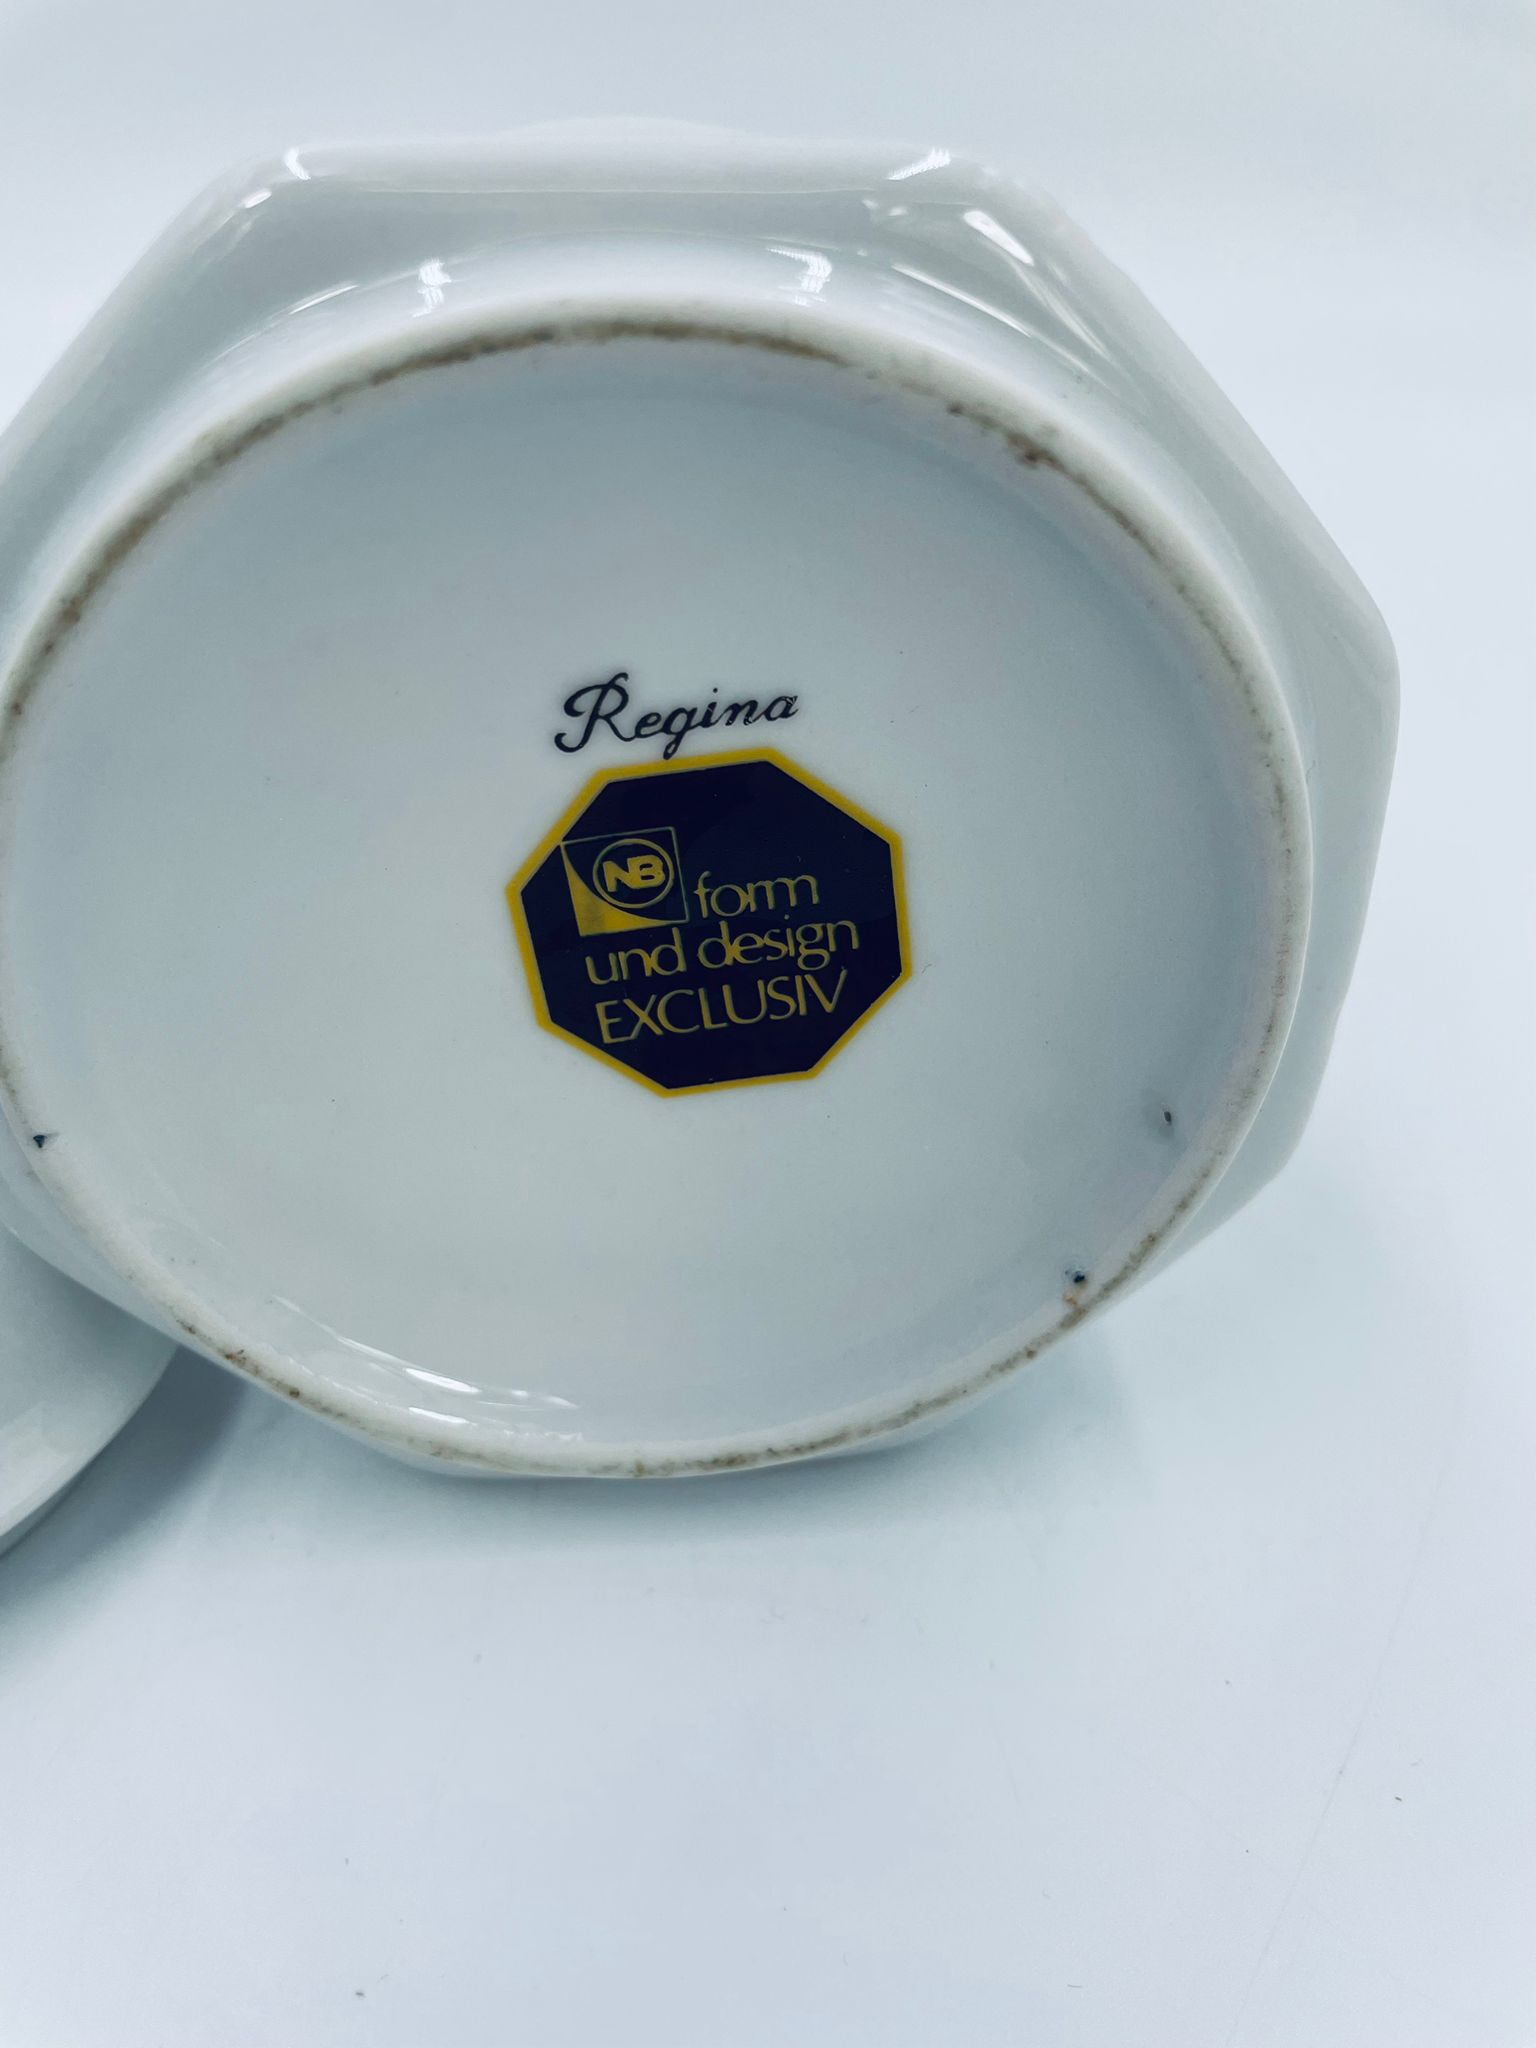 Regina
NB form
und design
EXCLUSIV